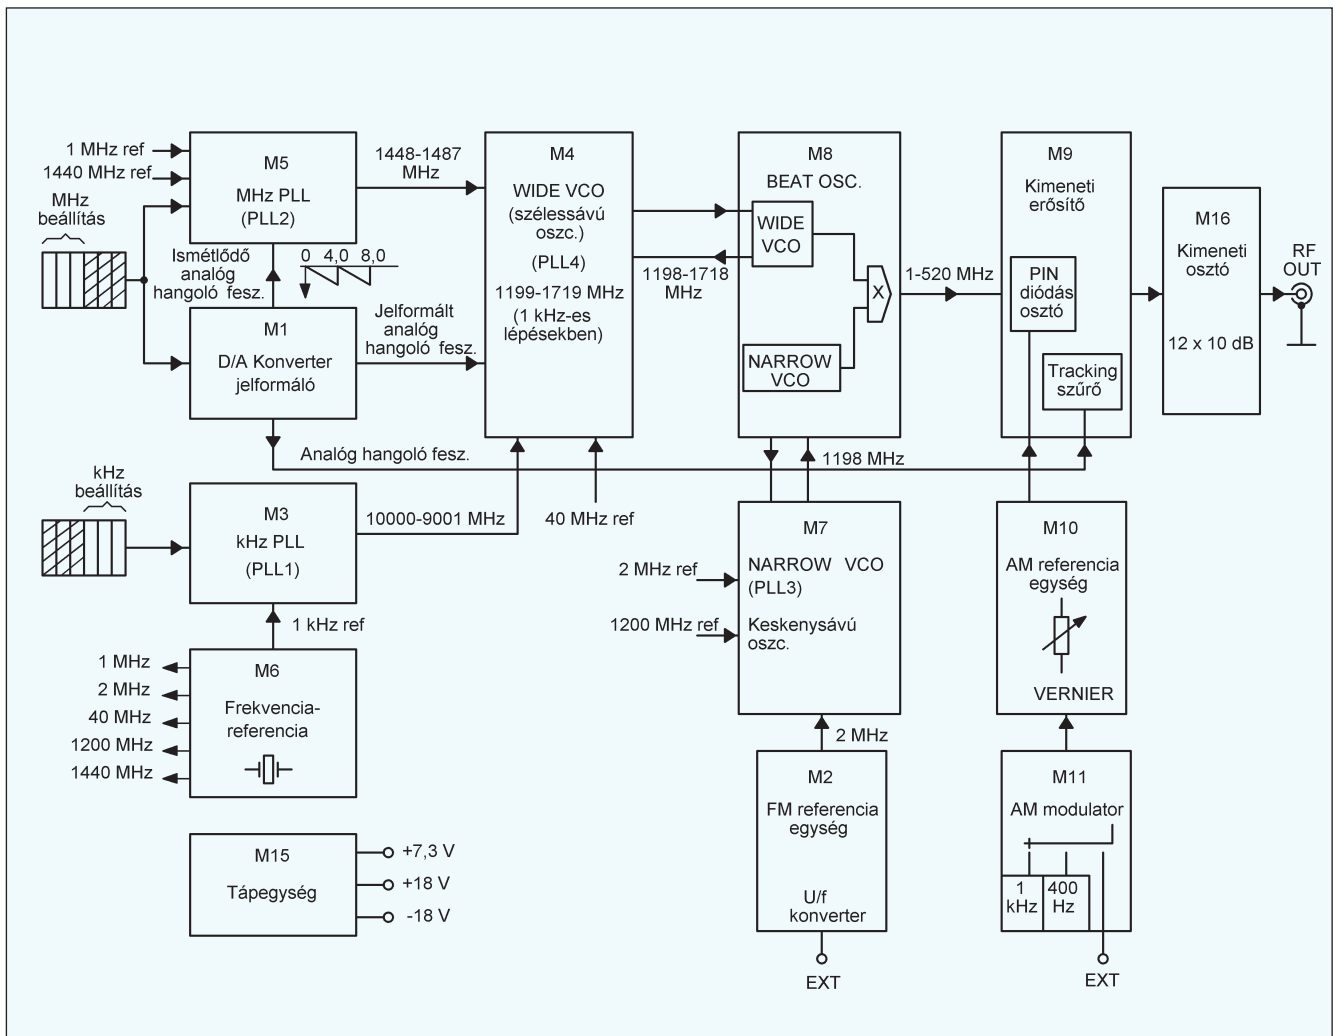 1 MHz ref
1440 MHz ref
MHz
beállítás
M5
MHz PLL
(PLL2)
1448-1487
MHz
Ismétlődő
analóg
hangoló fesz.
0 4,0 8,0
M1
D/A Konverter
jelformáló
Jelformált
analóg
hangoló fesz.
M4
WIDE VCO
(szélessávú
oszc.)
(PLL4)
1199-1719 MHz
(1 kHz-es
lépésekben)
M8
BEAT OSC.
WIDE
VCO
1198-1718
MHz
X
NARROW
VCO
1-520 MHz
M9
Kimeneti
erősítő
PIN
diódás
osztó
Tracking
szűrő
M16
Kimeneti
osztó
12 x 10 dB
RF
OUT
Analóg hangoló fesz.
1198 MHz
kHz
beállítás
M3
kHz PLL
(PLL1)
10000-9001 MHz
40 MHz ref
1 kHz ref
M7
NARROW VCO
(PLL3)
Keskenysávú
oszc.
2 MHz ref
1200 MHz ref
M10
AM referencia
egység
VERNIER
1 MHz
2 MHz
40 MHz
1200 MHz
1440 MHz
M6
Frekvencia-
referencia
2 MHz
M2
FM referencia
egység
U/f
konverter
EXT
M11
AM modulator
1
kHz
400
Hz
EXT
M15
Tápegység
+7,3 V
+18 V
-18 V